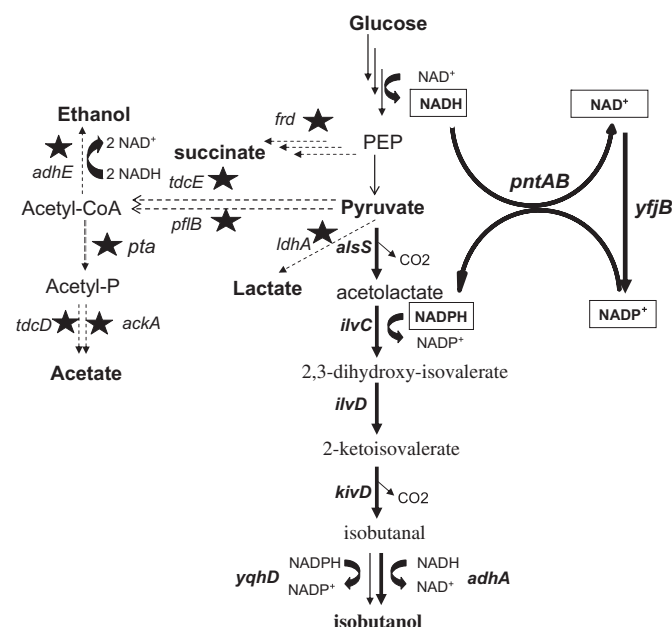 Glucose
NAD⁺
NADH
NAD⁺
Ethanol
frd
PEP
2 NAD⁺
adhE
2 NADH
succinate
tdcE
pntAB
yfjB
Acetyl-CoA
Pyruvate
pflB
pta
ldhA
alsS
CO2
Acetyl-P
Lactate
acetolactate
NADPH
NADP⁺
tdcD
ackA
ilvC
NADP⁺
Acetate
2,3-dihydroxy-isovalerate
ilvD
2-ketoisovalerate
kivD
CO2
isobutanal
NADPH
NADH
yqhD
adhA
NADP⁺
NAD⁺
isobutanol